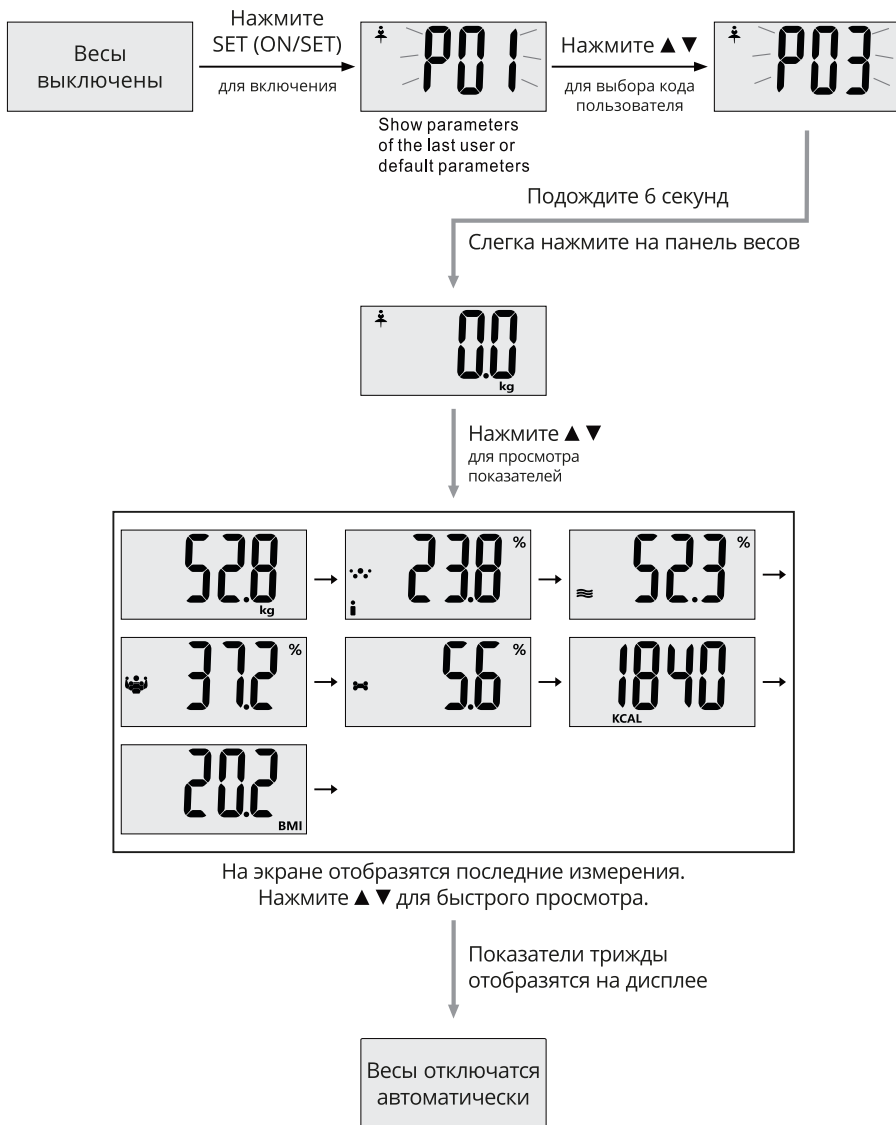 Весы
выключены
Нажмите
SET (ON/SET)
для включения
P01
Show parameters
of the last user or
default parameters
Нажмите ▲▼
для выбора кода
пользователя
P03
Подождите 6 секунд
Слегка нажмите на панель весов
0.0
kg
Нажмите ▲▼
для просмотра
показателей
52.8
kg
23.8 %
52.3 %
37.2 %
5.6 %
1840
KCAL
20.2
BMI
На экране отобразятся последние измерения.
Нажмите ▲▼ для быстрого просмотра.
Показатели трижды
отобразятся на дисплее
Весы отключатся
автоматически